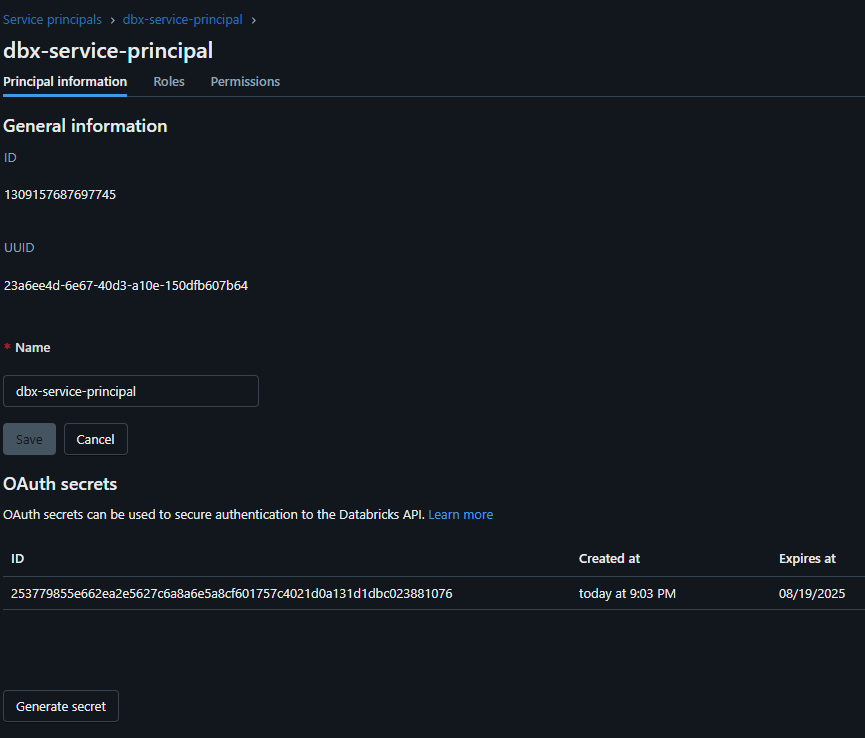 Service principals › dbx-service-principal ›
dbx-service-principal
Principal information Roles Permissions
General information
ID
1309157687697745
UUID
23a6ee4d-6e67-40d3-a10e-150dfb607b64
* Name
dbx-service-principal
Save Cancel
OAuth secrets
OAuth secrets can be used to secure authentication to the Databricks API. Learn more
ID Created at Expires at
253779855e662ea2e5627c6a8a6e5a8cf601757c4021d0a131d1dbc023881076 today at 9:03 PM 08/19/2025
Generate secret